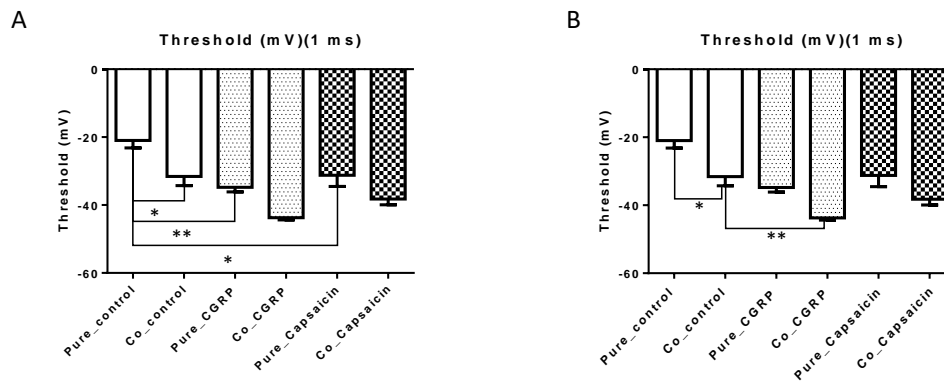 A
Threshold (mV)(1 ms)
Threshold (mV)
0
-20
-40
-60
*
**
*
Pure_control
Co_control
Pure_CGRP
Co_CGRP
Pure_Capsaicin
Co_Capsaicin
B
Threshold (mV)(1 ms)
Threshold (mV)
0
-20
-40
-60
*
**
Pure_control
Co_control
Pure_CGRP
Co_CGRP
Pure_Capsaicin
Co_Capsaicin